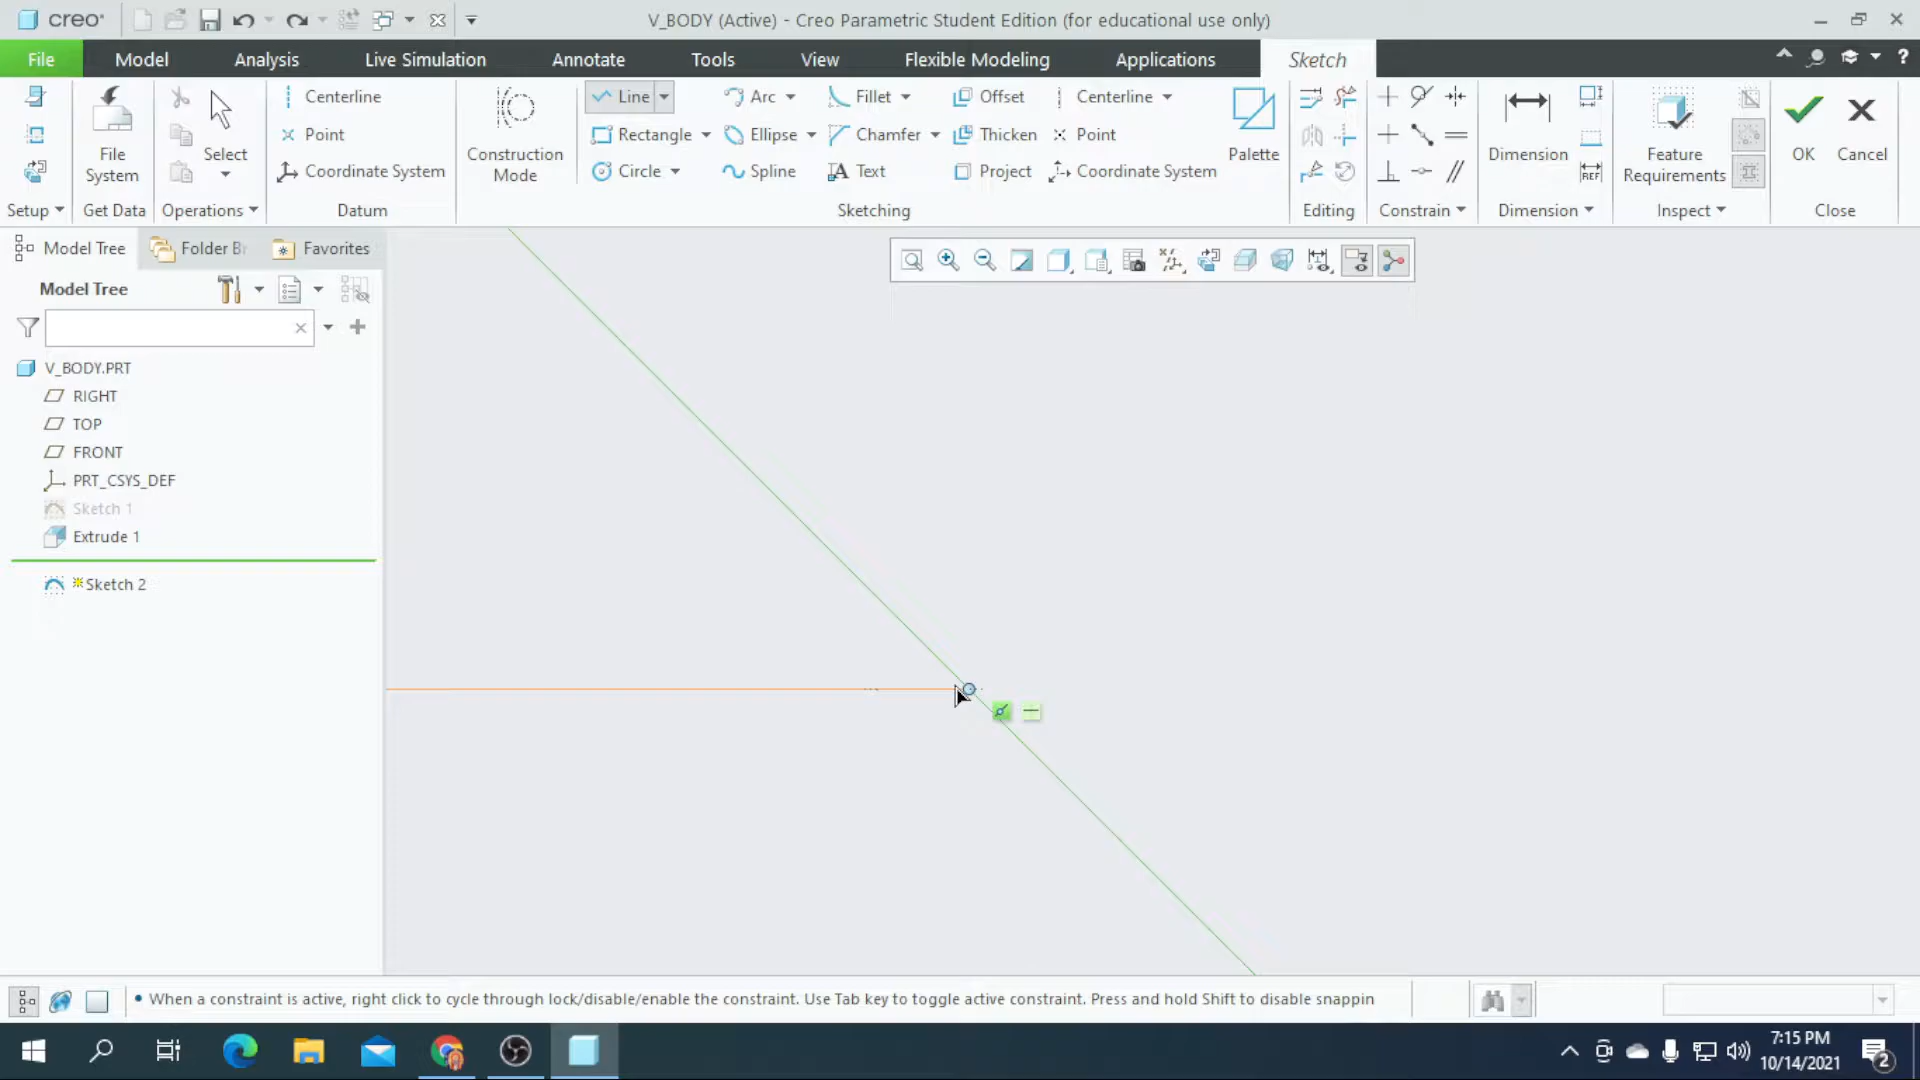 creo
V_BODY (Active) - Creo Parametric Student Edition (for educational use only)
File Model Analysis Live Simulation Annotate Tools View Flexible Modeling Applications Sketch
Centerline Line Arc Fillet Offset Centerline
Point Rectangle Ellipse Chamfer Thicken Point
File System Select Coordinate System Construction Mode Circle Spline Text Project Coordinate System Palette Dimension REF Feature Requirements OK Cancel
Setup Get Data Operations Datum Sketching Editing Constrain Dimension Inspect Close
Model Tree Folder Br Favorites
Model Tree
V_BODY.PRT
RIGHT
TOP
FRONT
PRT_CSYS_DEF
Sketch 1
Extrude 1
Sketch 2
• When a constraint is active, right click to cycle through lock/disable/enable the constraint. Use Tab key to toggle active constraint. Press and hold Shift to disable snappin
7:15 PM
10/14/2021
2